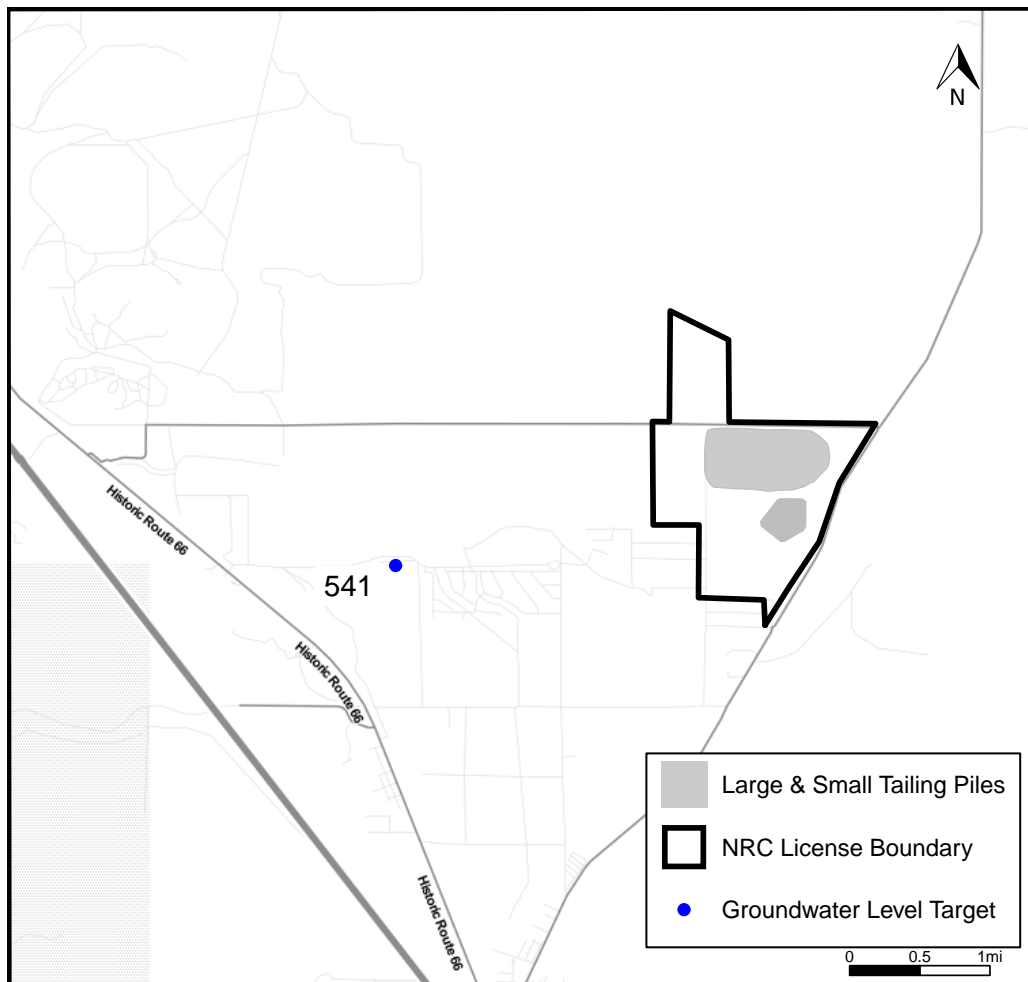 N
Historic Route 66
541
Historic Route 66
Historic Route 66
Large & Small Tailing Piles
NRC License Boundary
Groundwater Level Target
0 0.5 1mi